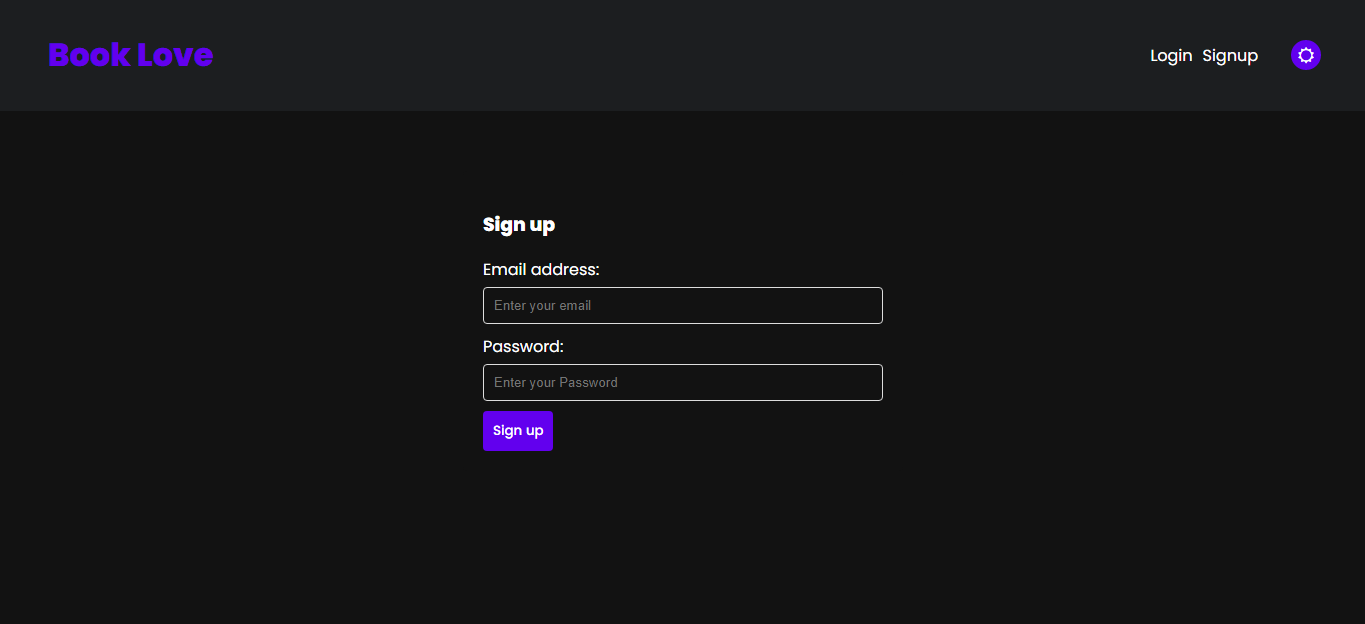 Book Love
Login Signup
Sign up
Email address:
Enter your email
Password:
Enter your Password
Sign up